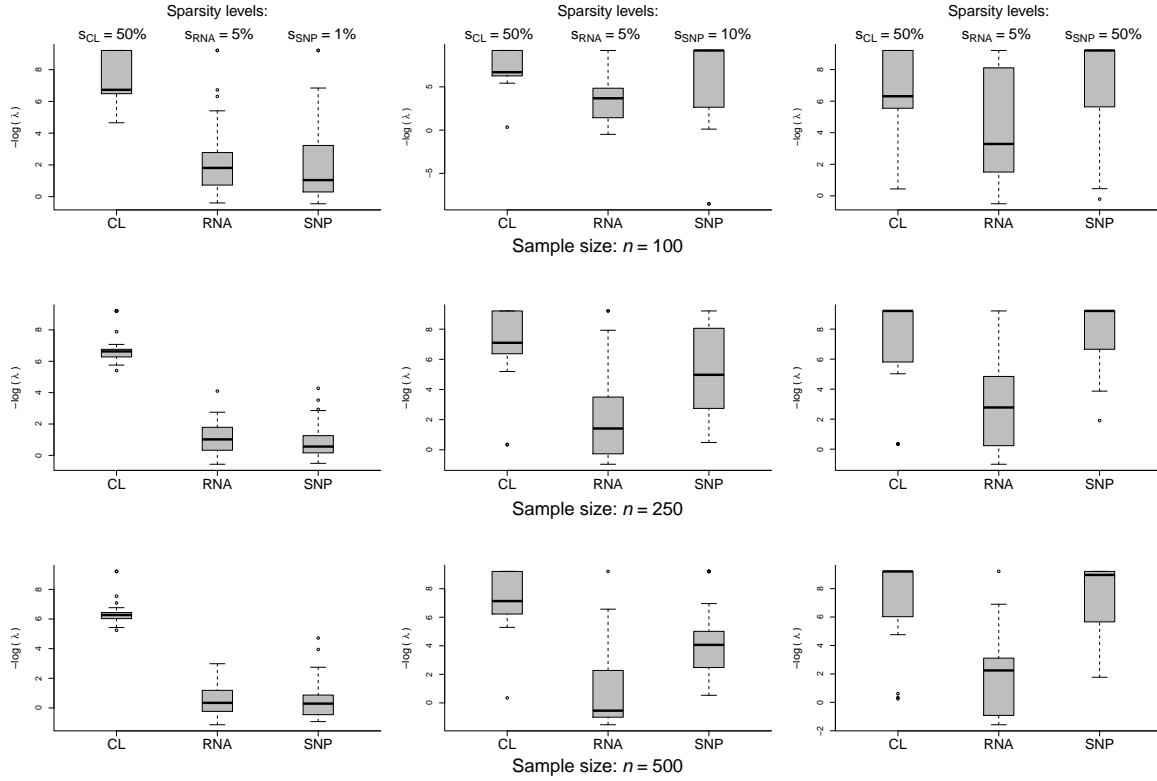 Sparsity levels: Sparsity levels: Sparsity levels:
s_CL = 50% s_RNA = 5% s_SNP = 1% s_CL = 50% s_RNA = 5% s_SNP = 10% s_CL = 50% s_RNA = 5% s_SNP = 50%
−log ( λ )
0 2 4 6 8
CL RNA SNP
−log ( λ )
−5 0 5
CL RNA SNP
−log ( λ )
0 2 4 6 8
CL RNA SNP
Sample size: n = 100
−log ( λ )
0 2 4 6 8
CL RNA SNP
−log ( λ )
0 2 4 6 8
CL RNA SNP
−log ( λ )
0 2 4 6 8
CL RNA SNP
Sample size: n = 250
−log ( λ )
0 2 4 6 8
CL RNA SNP
−log ( λ )
0 2 4 6 8
CL RNA SNP
−log ( λ )
−2 0 2 4 6 8
CL RNA SNP
Sample size: n = 500